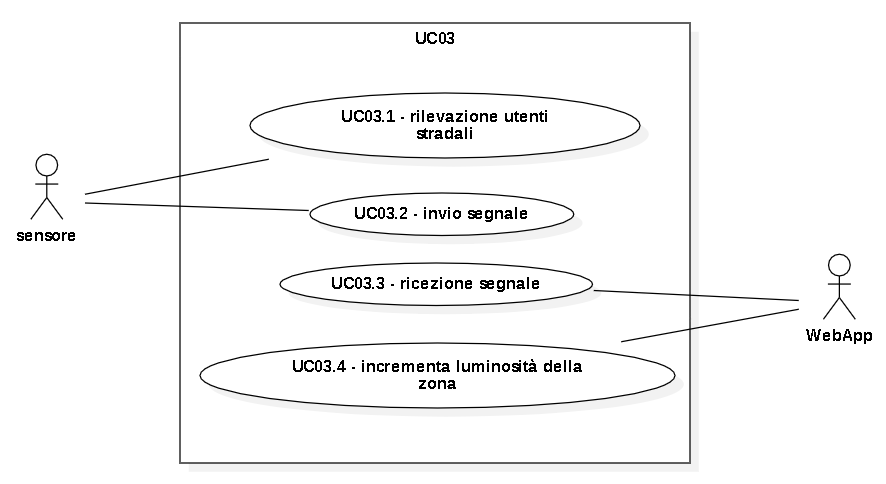 UC03
UC03.1 - rilevazione utenti
stradali
sensore
UC03.2 - invio segnale
UC03.3 - ricezione segnale
WebApp
UC03.4 - incrementa luminosità della
zona